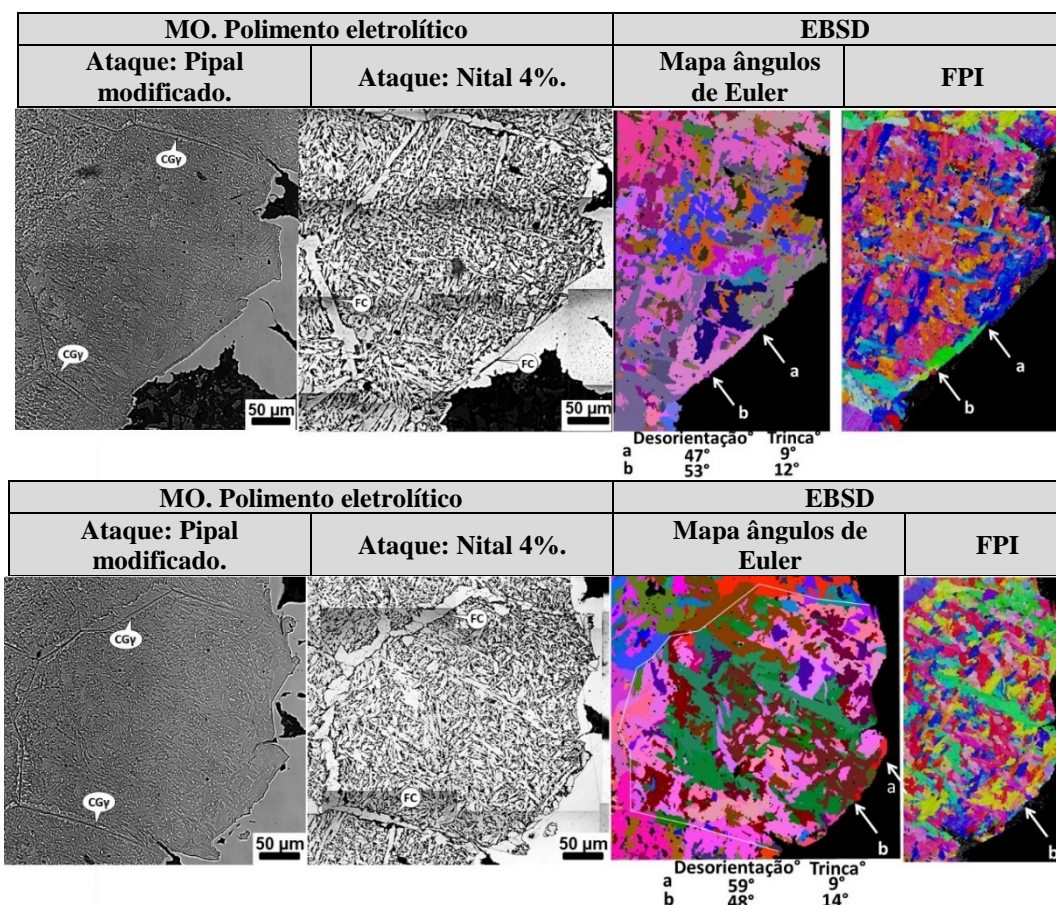 MO. Polimento eletrolítico
EBSD
Ataque: Pipal
modificado.
Ataque: Nital 4%.
Mapa ângulos
de Euler
FPI
CGγ
CGγ
50 µm
FC
FC
50 µm
a
b
a
b
Desorientação° Trinca°
a 47° 9°
b 53° 12°
MO. Polimento eletrolítico
EBSD
Ataque: Pipal
modificado.
Ataque: Nital 4%.
Mapa ângulos de
Euler
FPI
CGγ
CGγ
50 µm
FC
FC
50 µm
a
b
b
Desorientação° Trinca°
a 59° 9°
b 48° 14°